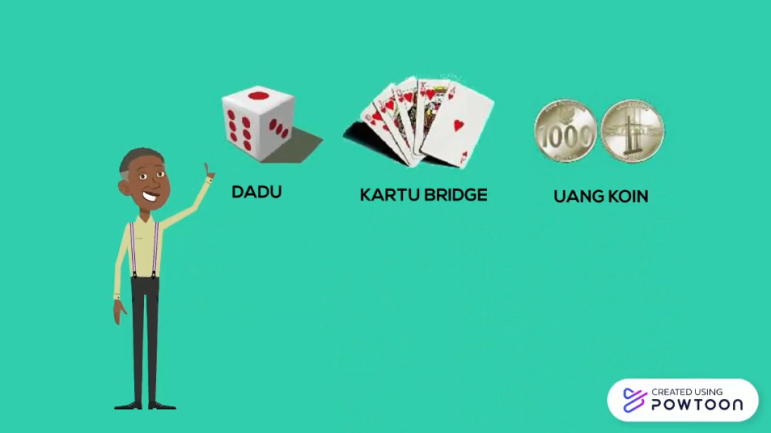 DADU
KARTU BRIDGE
UANG KOIN
1000
CREATED USING
POWTOON